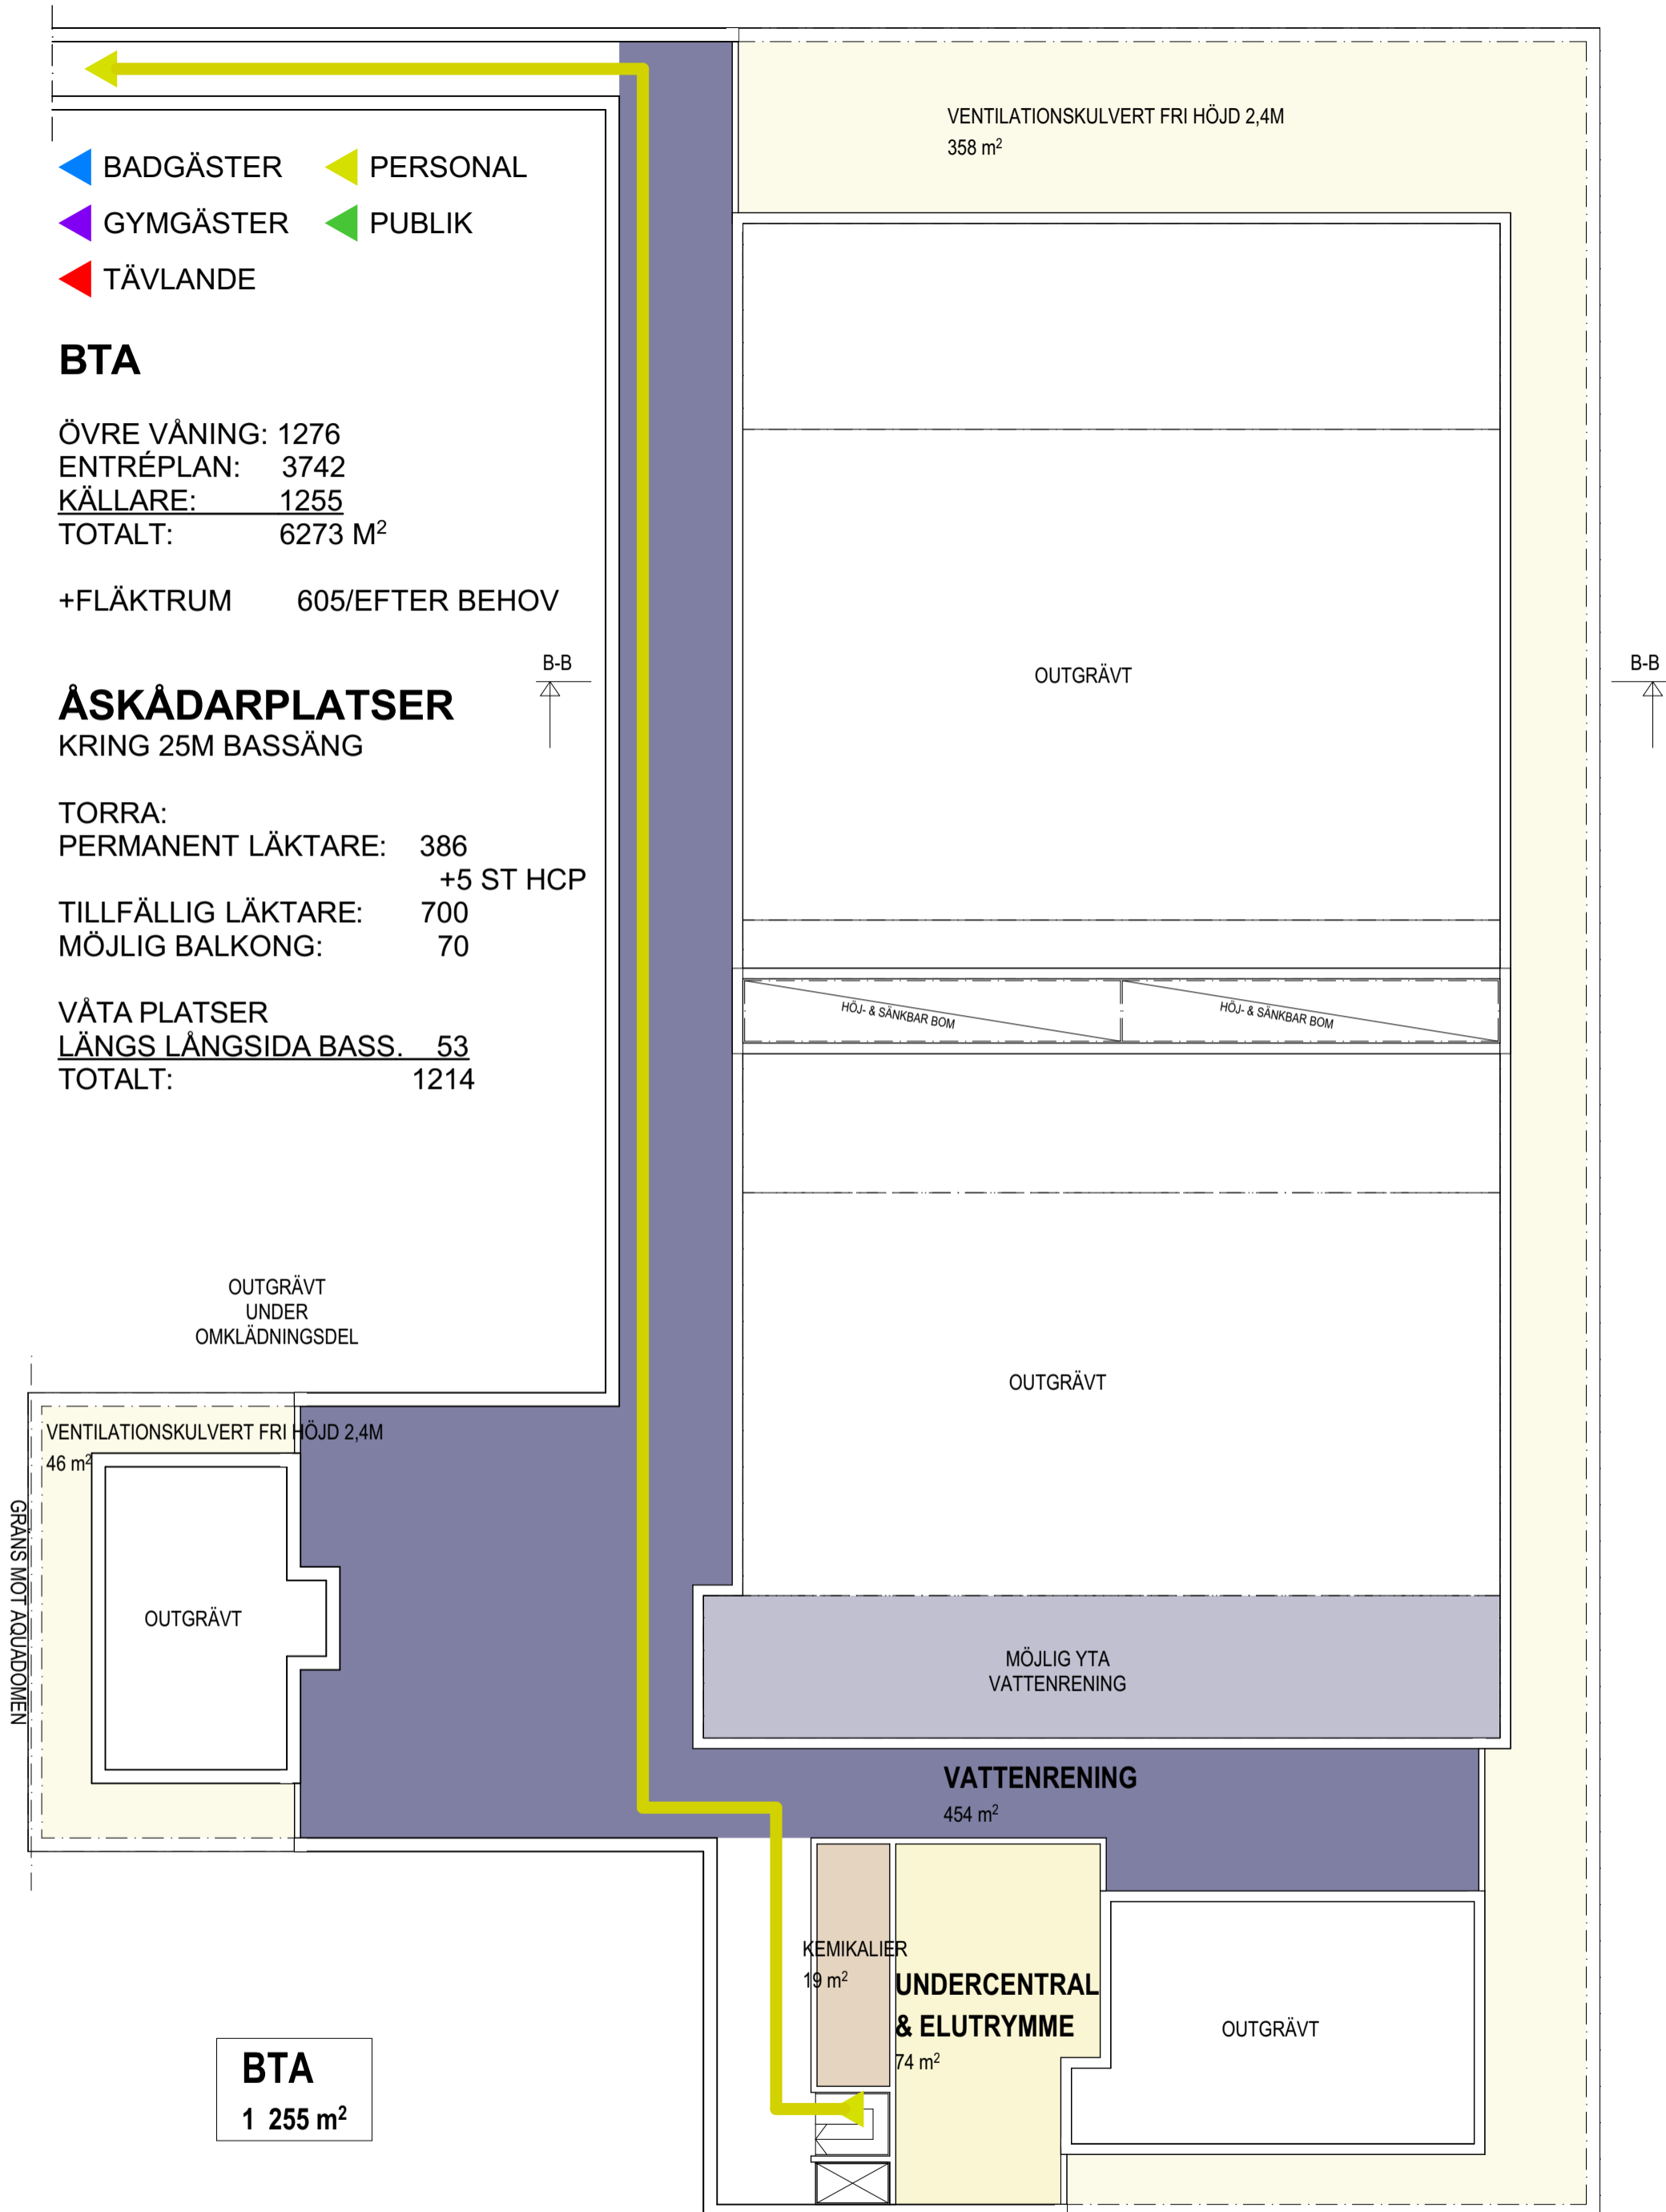 VENTILATIONSKULVERT FRI HÖJD 2,4M
358 m²
BADGÄSTER
PERSONAL
GYMGÄSTER
PUBLIK
TÄVLANDE
BTA
ÖVRE VÅNING: 1276
ENTRÉPLAN: 3742
KÄLLARE: 1255
TOTALT: 6273 M²
+FLÄKTRUM 605/EFTER BEHOV
B-B
B-B
OUTGRÄVT
ÅSKÅDARPLATSER
KRING 25M BASSÄNG
TORRA:
PERMANENT LÄKTARE: 386
+5 ST HCP
TILLFÄLLIG LÄKTARE: 700
MÖJLIG BALKONG: 70
VÅTA PLATSER
LÄNGS LÅNGSIDA BASS. 53
TOTALT: 1214
HÖJ- & SÄNKBAR BOM
HÖJ- & SÄNKBAR BOM
OUTGRÄVT
UNDER
OMKLÄDNINGSDEL
OUTGRÄVT
VENTILATIONSKULVERT FRI HÖJD 2,4M
46 m²
GRÄNS MOT AQUADOMEN
OUTGRÄVT
MÖJLIG YTA
VATTENRENING
VATTENRENING
454 m²
KEMIKALIER
19 m²
UNDERCENTRAL
& ELUTRYMME
74 m²
OUTGRÄVT
BTA
1 255 m²